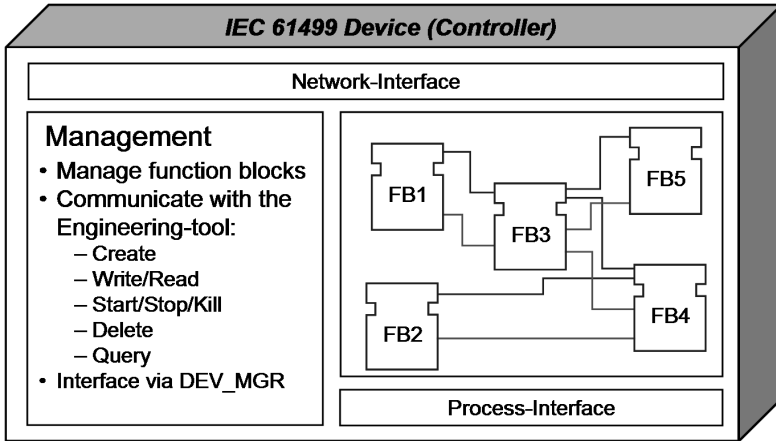 IEC 61499 Device (Controller)
Network-Interface
Management
• Manage function blocks
• Communicate with the
Engineering-tool:
– Create
– Write/Read
– Start/Stop/Kill
– Delete
– Query
• Interface via DEV_MGR
FB1
FB3
FB5
FB2
FB4
Process-Interface